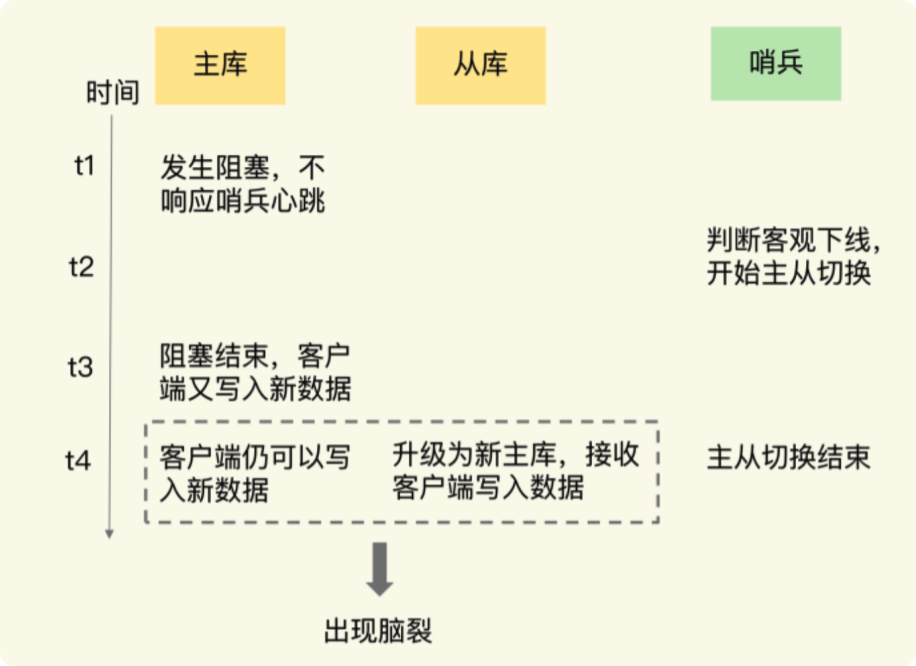 主库
从库
哨兵
时间
t1
发生阻塞，不
响应哨兵心跳
判断客观下线，
开始主从切换
t2
t3
阻塞结束，客户
端又写入新数据
t4
客户端仍可以写
入新数据
升级为新主库，接收
客户端写入数据
主从切换结束
出现脑裂